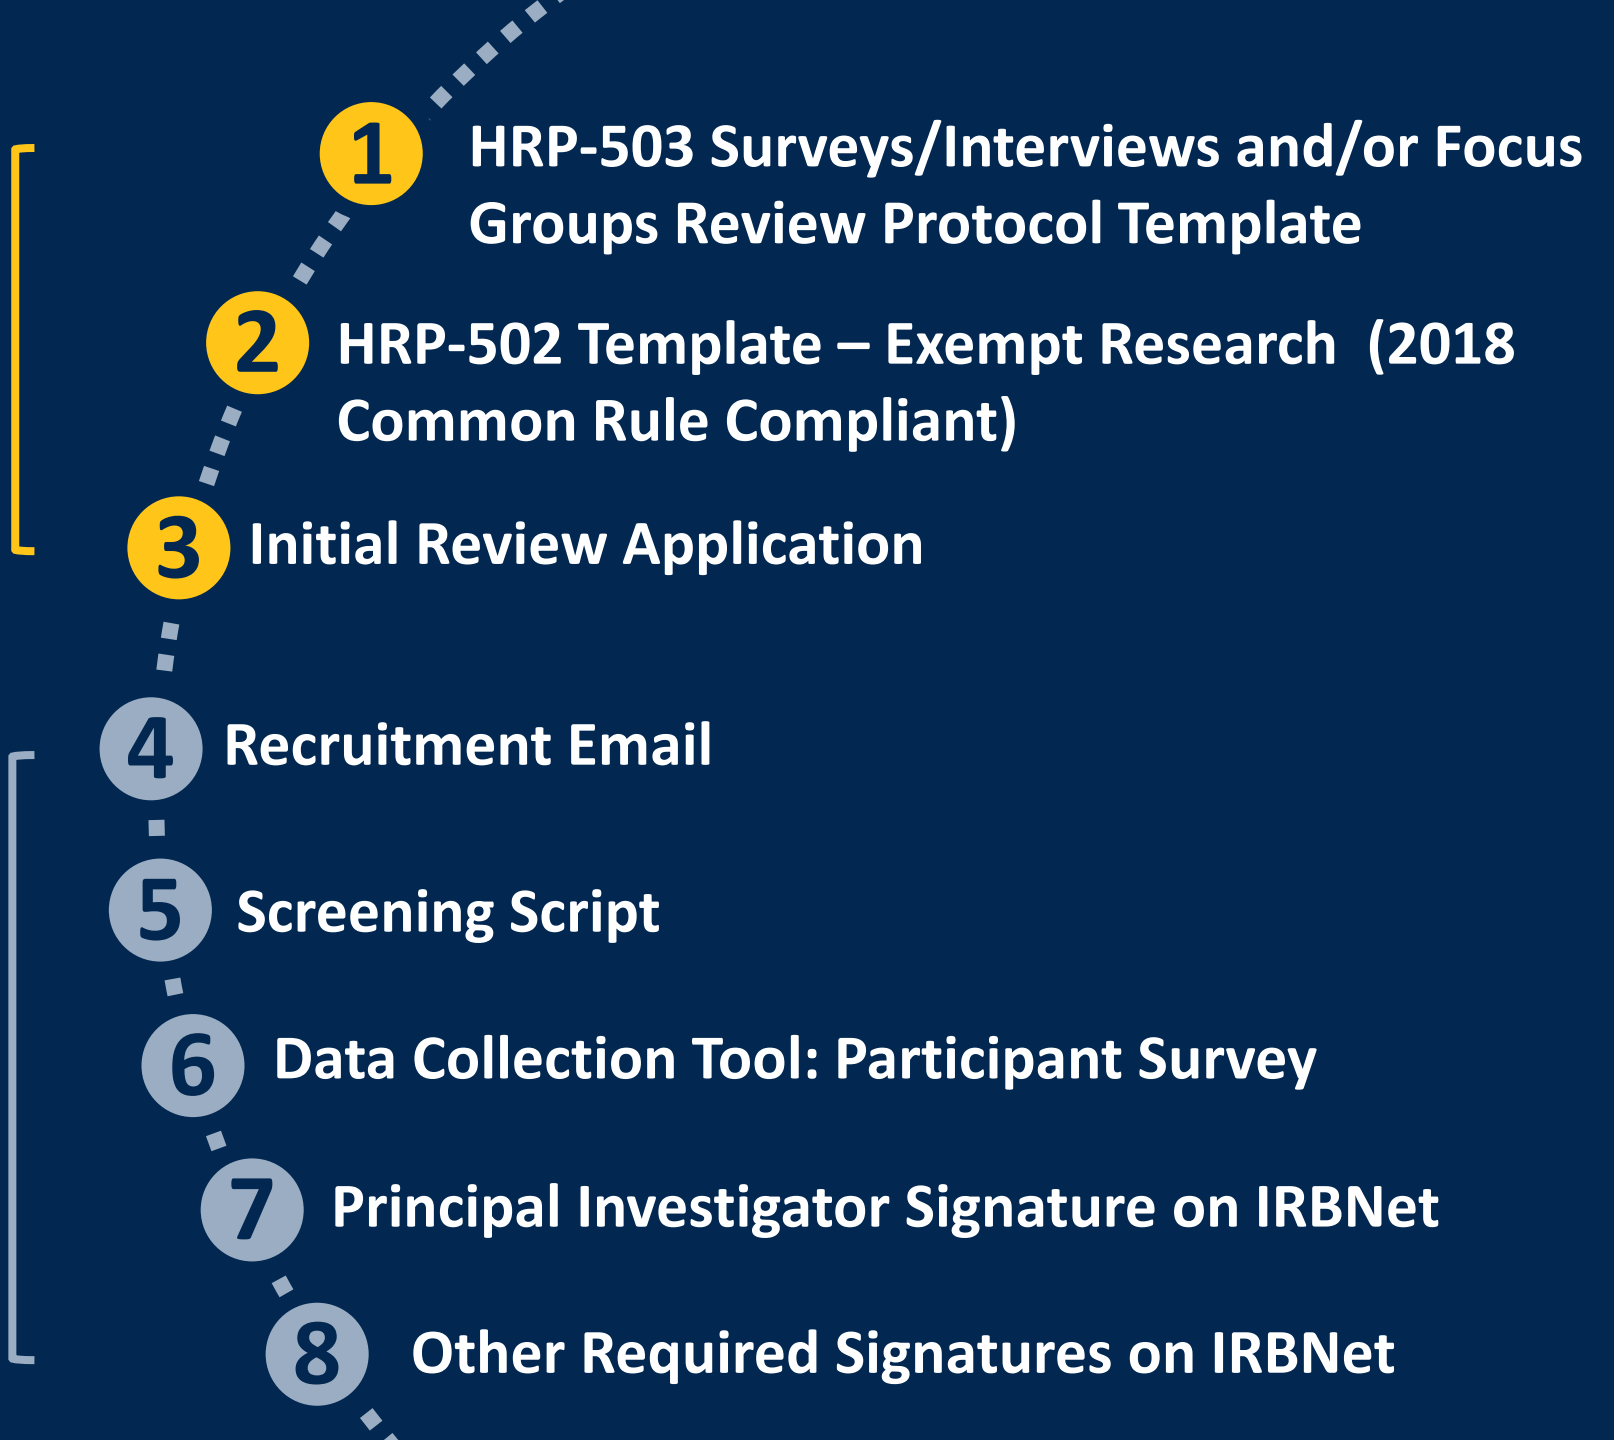 1
HRP-503 Surveys/Interviews and/or Focus
Groups Review Protocol Template
2
HRP-502 Template – Exempt Research  (2018
Common Rule Compliant)
3
Initial Review Application
4
Recruitment Email
5
Screening Script
6
Data Collection Tool: Participant Survey
7
Principal Investigator Signature on IRBNet
8
Other Required Signatures on IRBNet